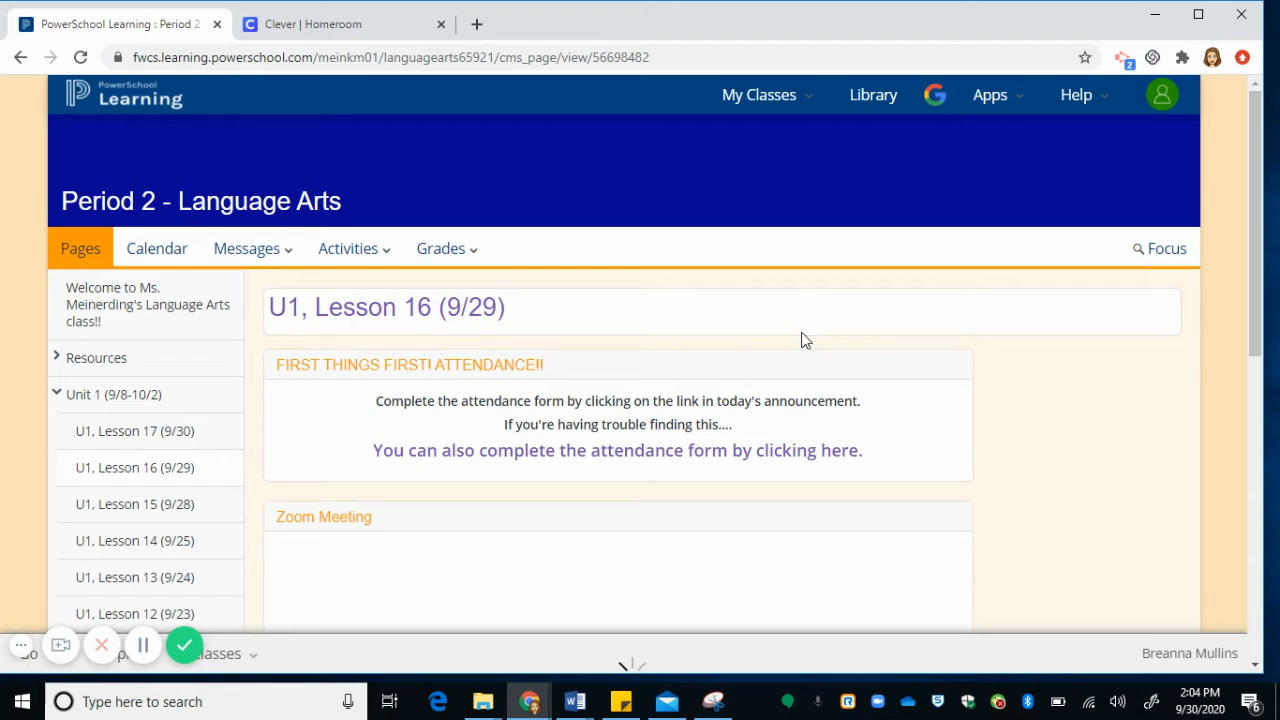 PowerSchool Learning : Period 2
Clever | Homeroom
fwcs.learning.powerschool.com/meinkm01/languagearts65921/cms_page/view/56698482
2
PowerSchool
Learning
My Classes
Library
Apps
Help
Period 2 - Language Arts
Pages
Calendar
Messages
Activities
Grades
Focus
Welcome to Ms.
Meinerding's Language Arts
class!!
Resources
Unit 1 (9/8-10/2)
U1, Lesson 17 (9/30)
U1, Lesson 16 (9/29)
U1, Lesson 15 (9/28)
U1, Lesson 14 (9/25)
U1, Lesson 13 (9/24)
U1, Lesson 12 (9/23)
U1, Lesson 16 (9/29)
FIRST THINGS FIRST! ATTENDANCE!!
Complete the attendance form by clicking on the link in today's announcement.
If you're having trouble finding this....
You can also complete the attendance form by clicking here.
Zoom Meeting
Breanna Mullins
Type here to search
2:04 PM
9/30/2020
6